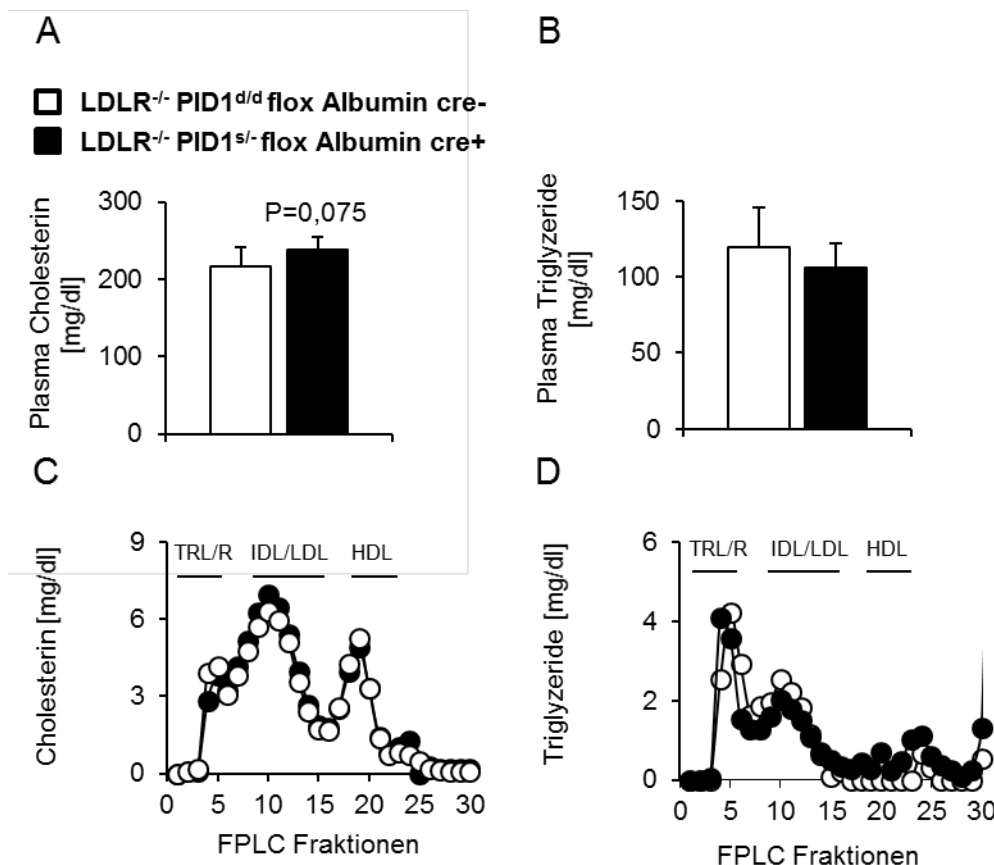 A
B
LDLR-/- PID1d/d flox Albumin cre-
LDLR-/- PID1s/- flox Albumin cre+
Plasma Cholesterin
[mg/dl]
300
200
100
0
P=0,075
Plasma Triglyzeride
[mg/dl]
150
100
50
0
C
D
Cholesterin [mg/dl]
9
6
3
0
TRL/R IDL/LDL HDL
0 5 10 15 20 25 30
FPLC Fraktionen
Triglyzeride [mg/dl]
6
4
2
0
TRL/R IDL/LDL HDL
0 5 10 15 20 25 30
FPLC Fraktionen